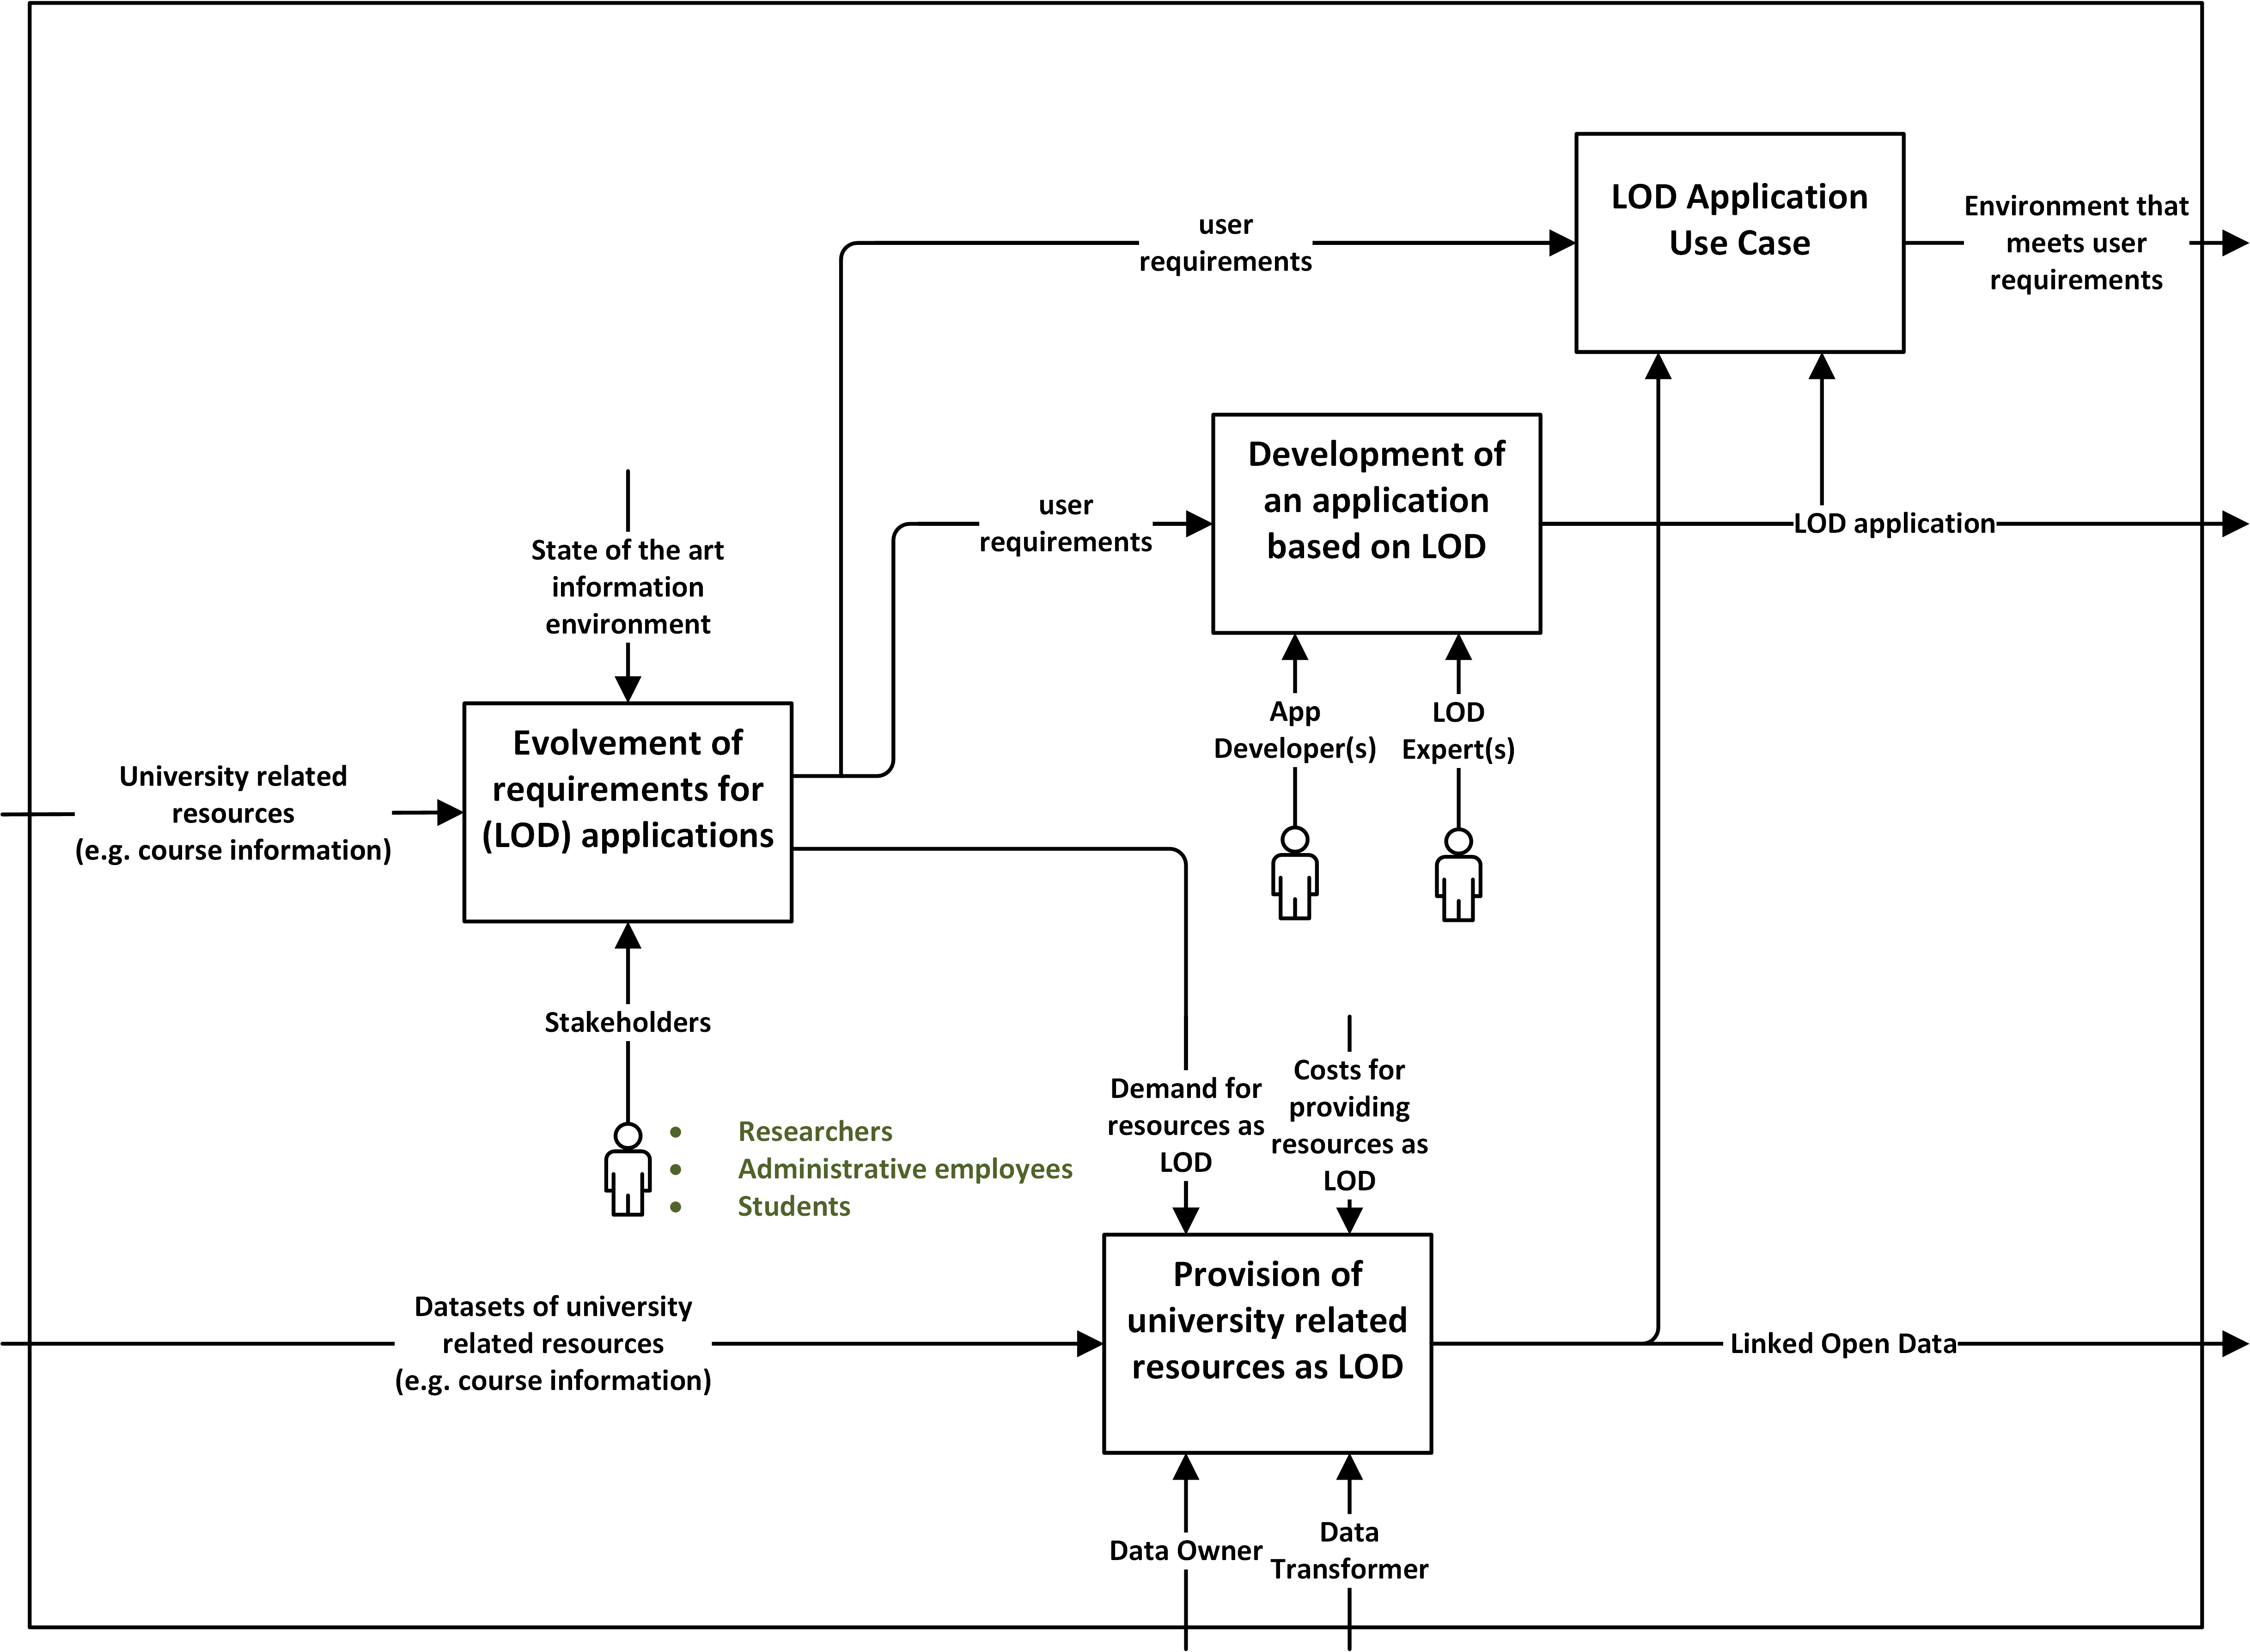 LOD Application
Use Case
Environment that
meets user
requirements
user
requirements
Development of
an application
based on LOD
user
requirements
LOD application
State of the art
information
environment
App
Developer(s)
LOD
Expert(s)
Evolvement of
requirements for
(LOD) applications
University related
resources
(e.g. course information)
Stakeholders
• Researchers
• Administrative employees
• Students
Demand for
resources as
LOD
Costs for
providing
resources as
LOD
Datasets of university
related resources
(e.g. course information)
Provision of
university related
resources as LOD
Linked Open Data
Data Owner
Data
Transformer